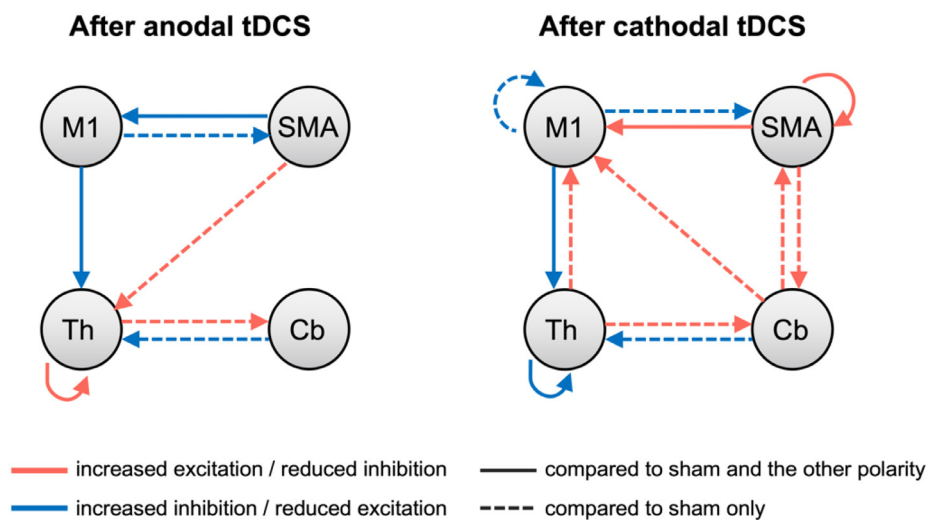 After anodal tDCS
After cathodal tDCS
M1
SMA
M1
SMA
Th
Cb
Th
Cb
increased excitation / reduced inhibition
compared to sham and the other polarity
increased inhibition / reduced excitation
compared to sham only